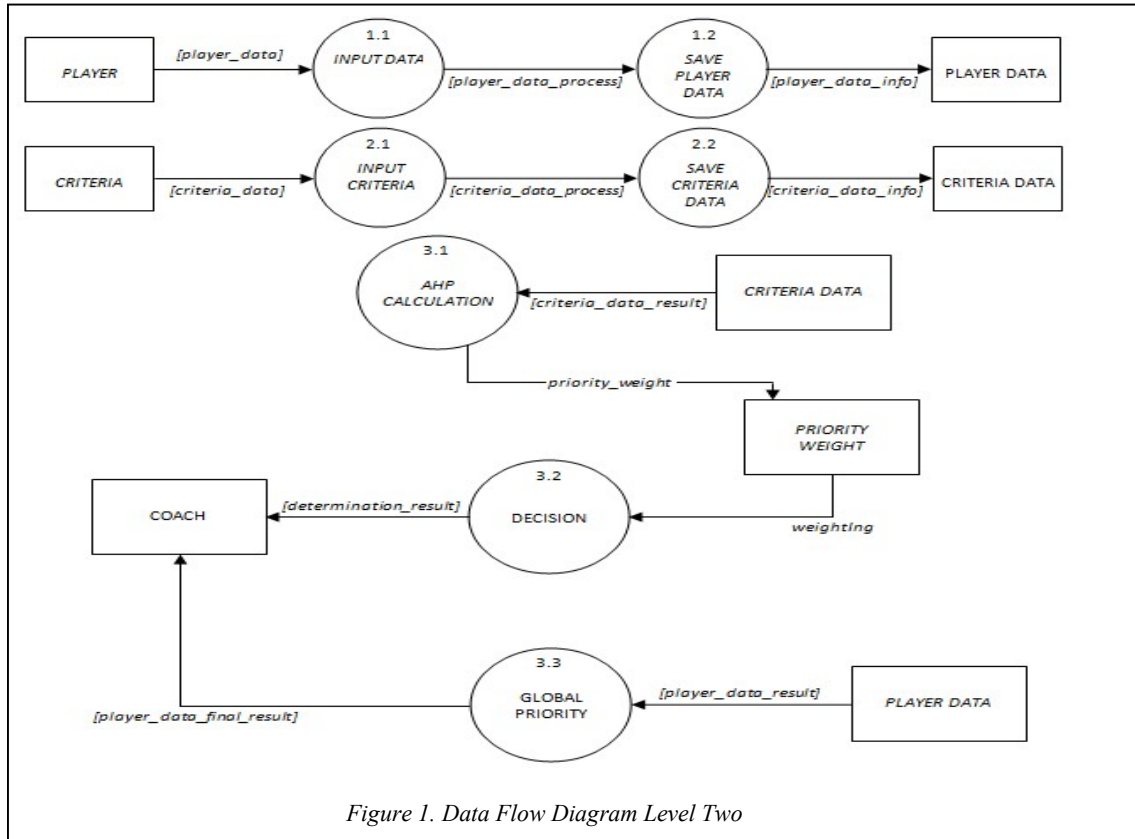 1.1
INPUT DATA
1.2
SAVE
PLAYER
DATA
PLAYER
[player_data]
[player_data_process]
[player_data_info]
PLAYER DATA
2.1
INPUT
CRITERIA
2.2
SAVE
CRITERIA
DATA
CRITERIA
[criteria_data]
[criteria_data_process]
[criteria_data_info]
CRITERIA DATA
3.1
AHP
CALCULATION
[criteria_data_result]
CRITERIA DATA
priority_weight
PRIORITY
WEIGHT
3.2
DECISION
COACH
[determination_result]
weighting
3.3
GLOBAL
PRIORITY
[player_data_result]
PLAYER DATA
[player_data_final_result]
Figure 1. Data Flow Diagram Level Two